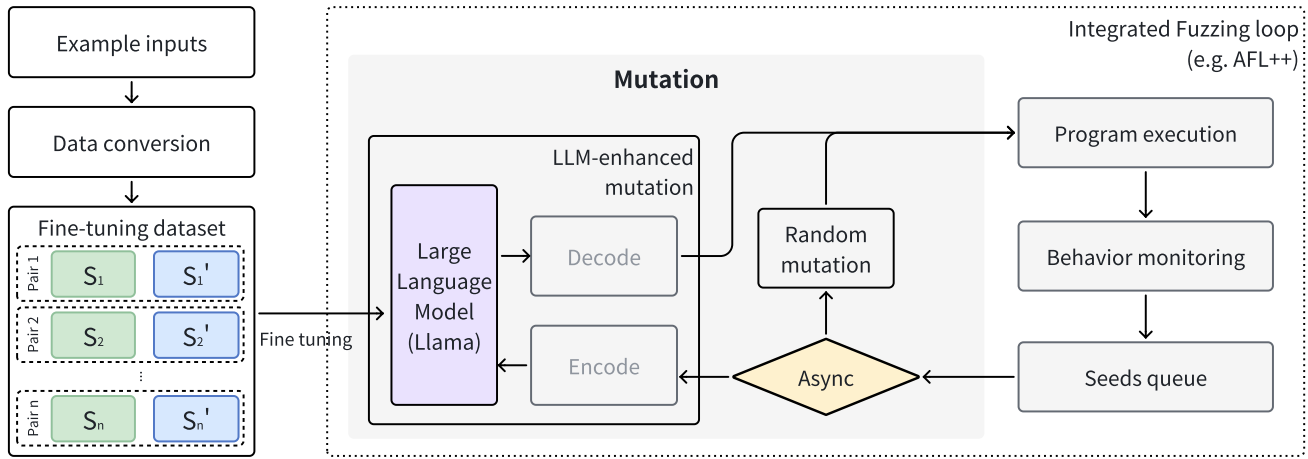 Example inputs
Data conversion
Fine-tuning dataset
Pair 1
S1
S1'
Pair 2
S2
S2'
...
Pair n
Sn
Sn'
Fine tuning
Integrated Fuzzing loop
(e.g. AFL++)
Mutation
LLM-enhanced
mutation
Large
Language
Model
(Llama)
Decode
Encode
Random
mutation
Async
Program execution
Behavior monitoring
Seeds queue